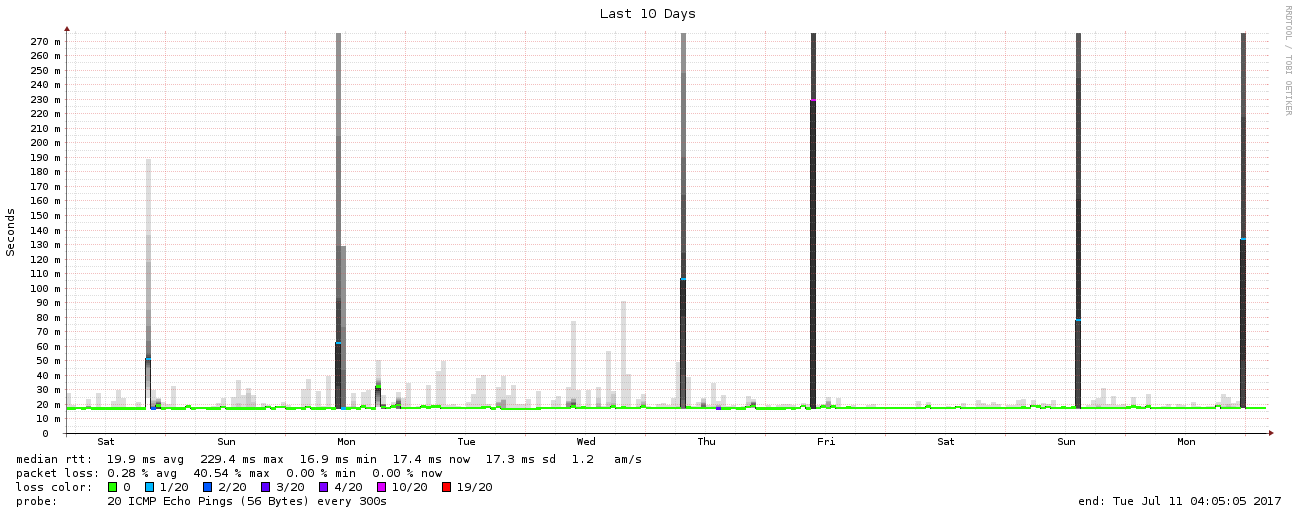 Last 10 Days
RRDTOOL / TOBI OETIKER
Seconds
270 m
260 m
250 m
240 m
230 m
220 m
210 m
200 m
190 m
180 m
170 m
160 m
150 m
140 m
130 m
120 m
110 m
100 m
90 m
80 m
70 m
60 m
50 m
40 m
30 m
20 m
10 m
0
Sat Sun Mon Tue Wed Thu Fri Sat Sun Mon
median rtt: 19.9 ms avg 229.4 ms max 16.9 ms min 17.4 ms now 17.3 ms sd 1.2 am/s
packet loss: 0.28 % avg 40.54 % max 0.00 % min 0.00 % now
loss color: 0 1/20 2/20 3/20 4/20 10/20 19/20
probe: 20 ICMP Echo Pings (56 Bytes) every 300s end: Tue Jul 11 04:05:05 2017